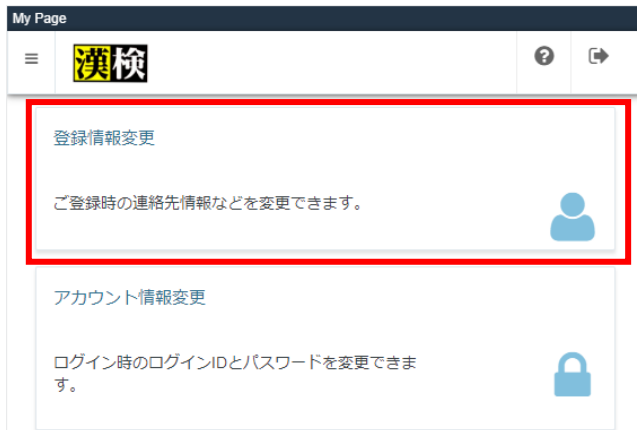 My Page
漢検
登録情報変更
ご登録時の連絡先情報などを変更できます。
アカウント情報変更
ログイン時のログインIDとパスワードを変更できま
す。